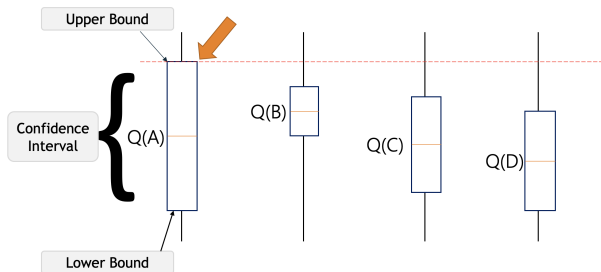 Upper Bound
Confidence
Interval
Q(A)
Q(B)
Q(C)
Q(D)
Lower Bound